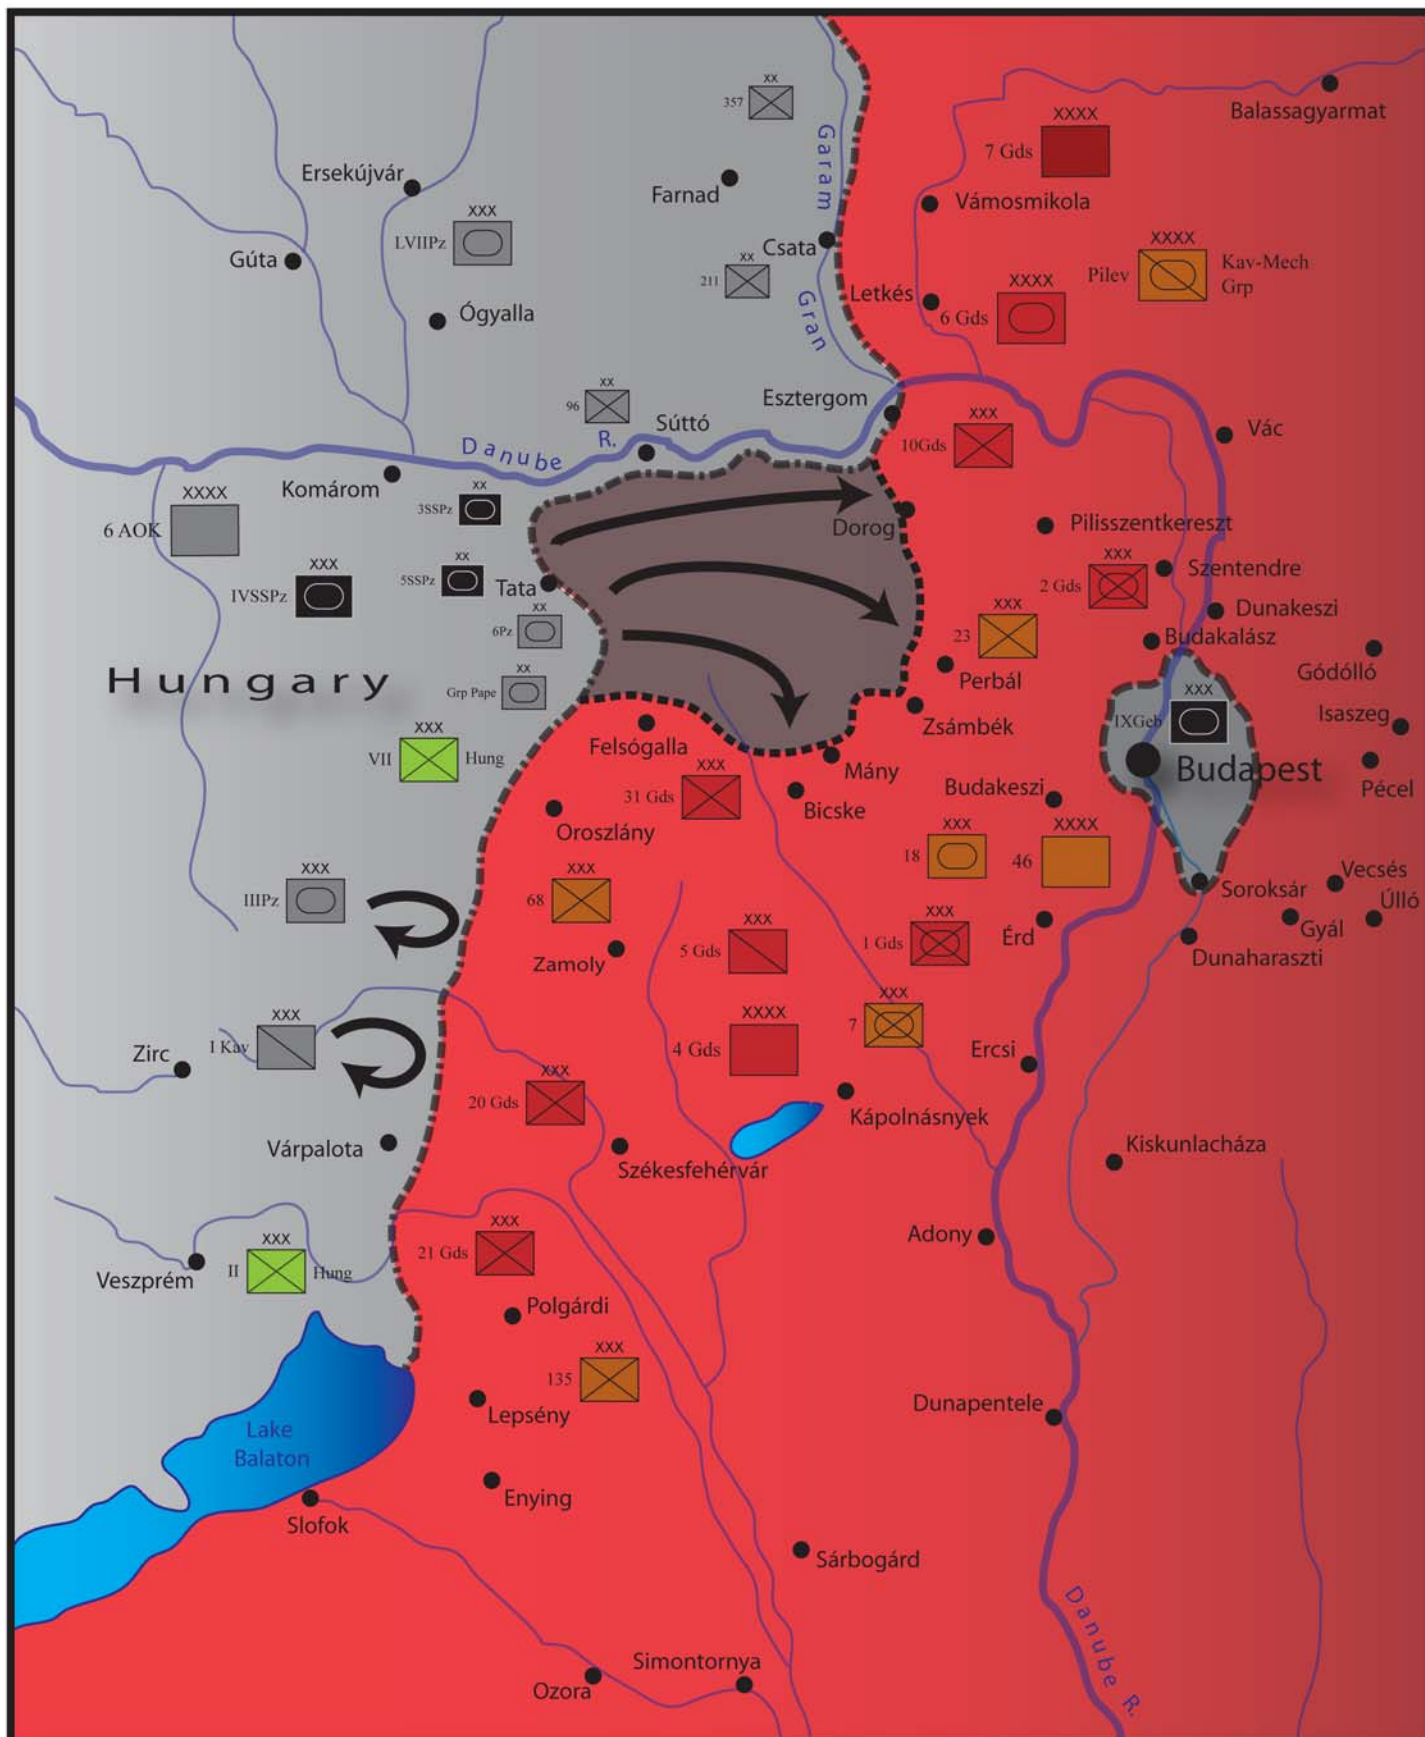 xx
357
Balassagyarmat
XXXX
7 Gds
Garam
Ersekújvár
Farnad
Vámosmikola
XXX
LVIIPz
Csata
XXXX
Pilev
Kav-Mech
Grp
Gúta
xx
211
Gran
Letkés
XXXX
6 Gds
Ógyalla
xx
96
Esztergom
Súttó
XXX
10Gds
Vác
Danube
R.
Komárom
XXXX
6 AOK
xx
3SSPz
Dorog
Pilisszentkereszt
XXX
IVSSPz
xx
5SSPz
Tata
XXX
2 Gds
Szentendre
Dunakeszi
xx
6Pz
XXX
23
Budakalász
Hungary
xx
Grp Pape
Perbál
Gódólló
XXX
IXGeb
Isaszeg
Zsámbék
Felsógalla
XXX
VII
Hung
Mány
Budapest
Pécel
XXX
31 Gds
Bicske
Budakeszi
Oroszlány
XXX
18
XXXX
46
XXX
IIIPz
XXX
68
Soroksár
Vecsés
Úlló
Gyál
XXX
5 Gds
XXX
1 Gds
Érd
Zamoly
Dunaharaszti
XXX
I Kav
XXXX
4 Gds
XXX
7
Zirc
Ercsi
XXX
20 Gds
Kápolnásnyek
Várpalota
Székesfehérvár
Kiskunlacháza
XXX
21 Gds
Adony
Veszprém
XXX
II
Hung
Polgárdi
XXX
135
Lepsény
Dunapentele
Lake
Balaton
Enying
Slofok
Sárbogárd
Danube R.
Simontornya
Ozora